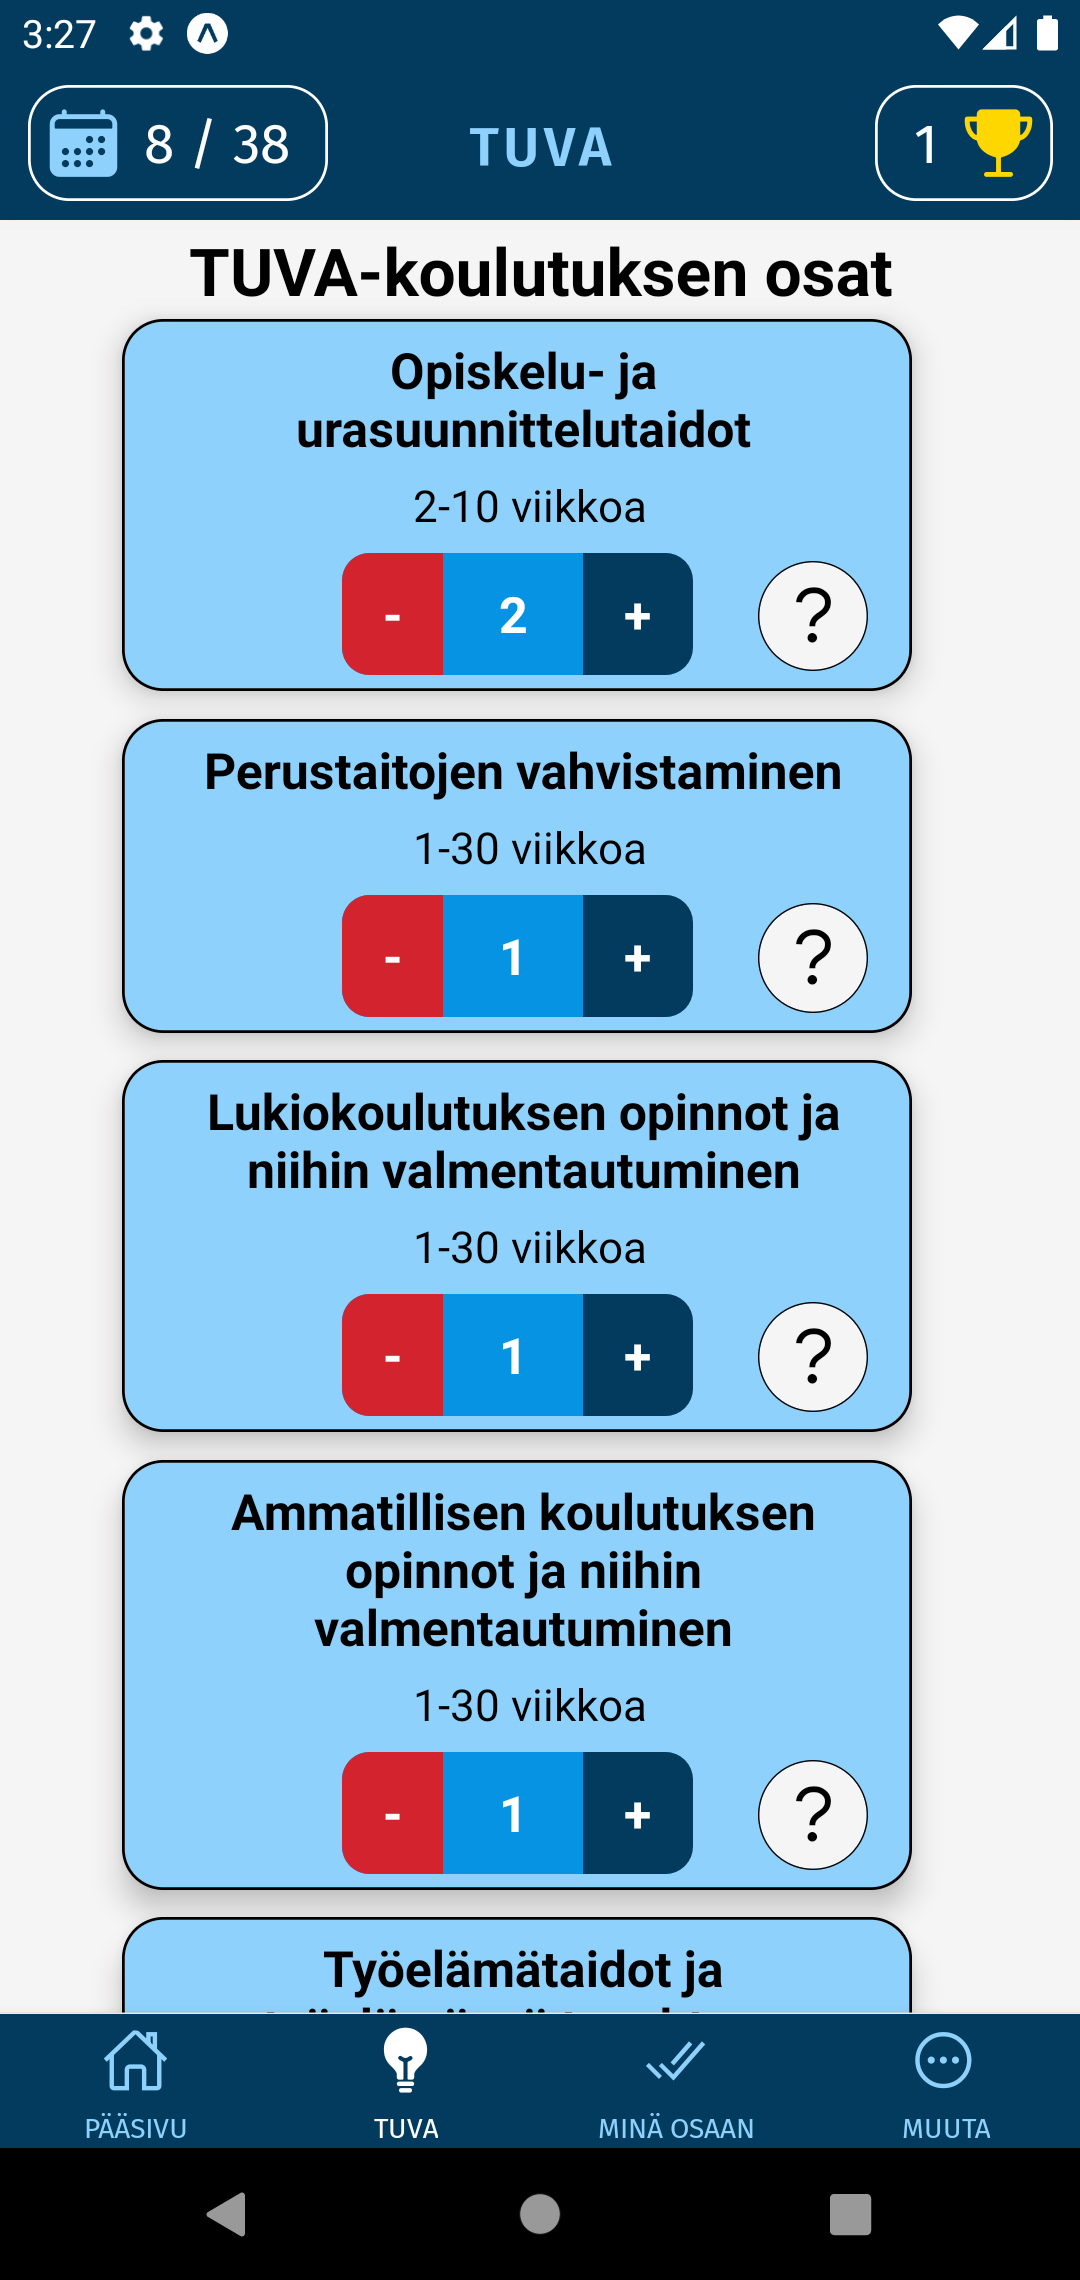 3:27
8 / 38
TUVA
1
TUVA-koulutuksen osat
Opiskelu- ja
urasuunnittelutaidot
2-10 viikkoa
- 2 + ?
Perustaitojen vahvistaminen
1-30 viikkoa
- 1 + ?
Lukiokoulutuksen opinnot ja
niihin valmentautuminen
1-30 viikkoa
- 1 + ?
Ammatillisen koulutuksen
opinnot ja niihin
valmentautuminen
1-30 viikkoa
- 1 + ?
Työelämätaidot ja
PÄÄSIVU
TUVA
MINÄ OSAAN
MUUTA